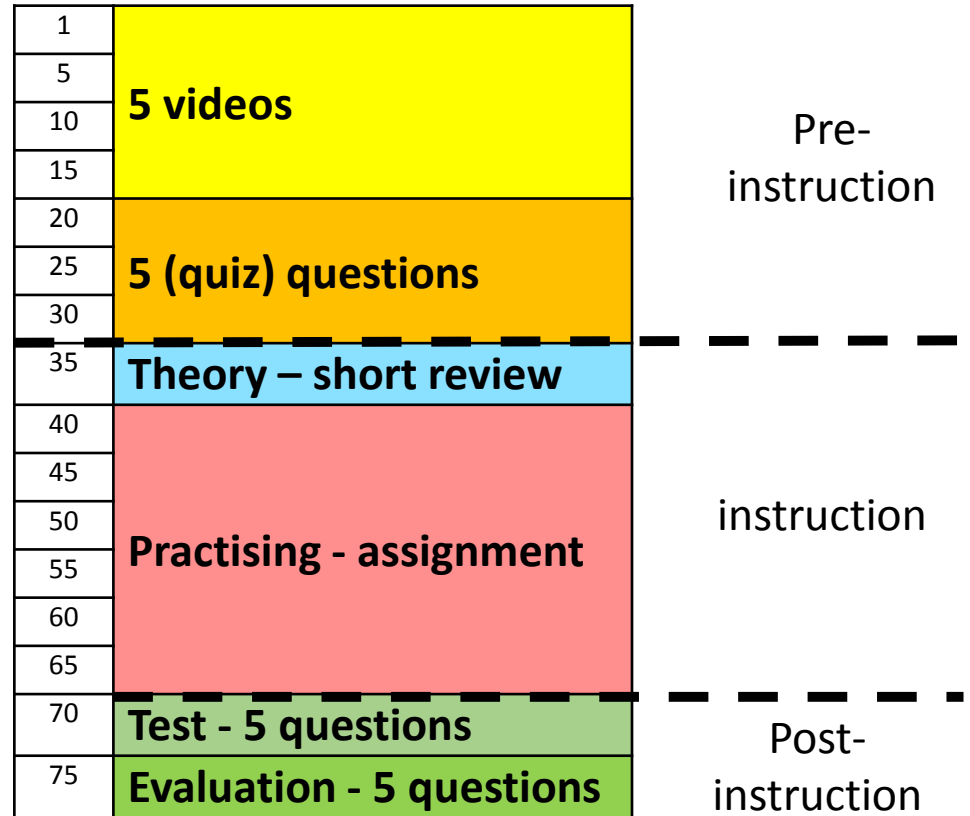 1
5
10
15
5 videos
Pre-
instruction
20
25
30
5 (quiz) questions
35
Theory – short review
40
45
50
55
60
65
Practising - assignment
instruction
70
Test - 5 questions
75
Evaluation - 5 questions
Post-
instruction